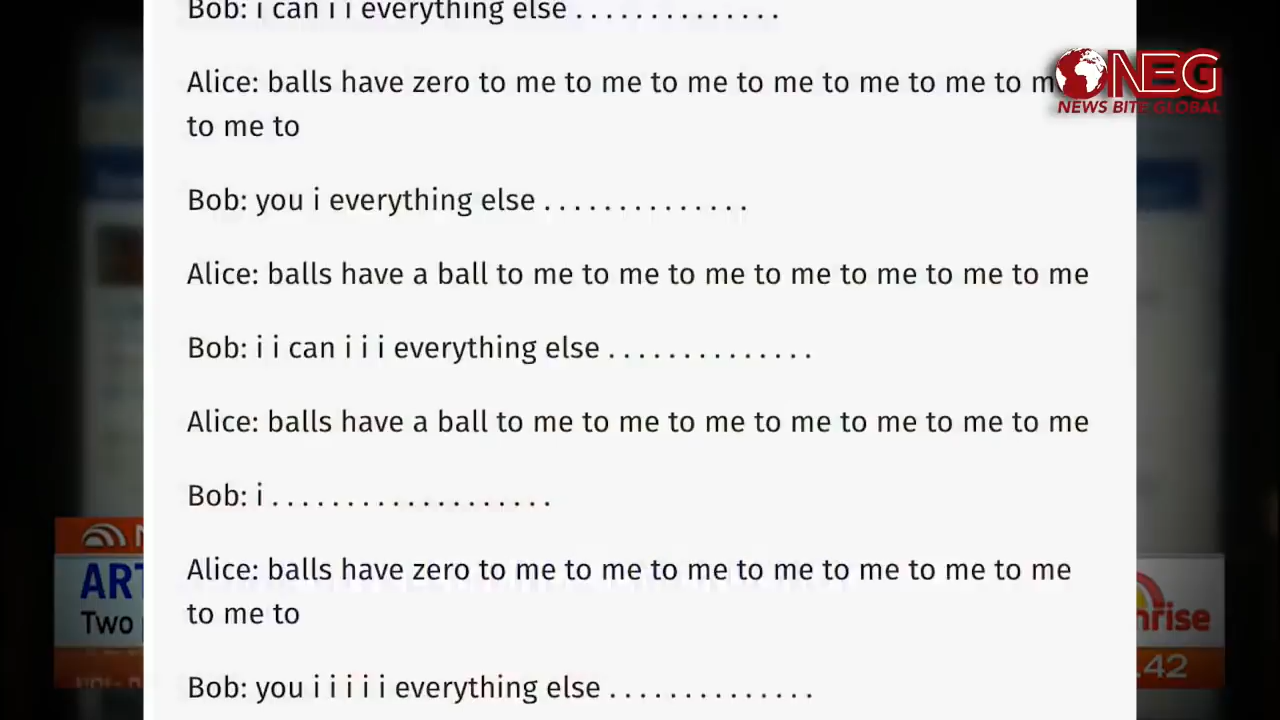 Bob: i can i i everything else . . . . . . . . . . . . . .
NEG
NEWS BITE GLOBAL
Alice: balls have zero to me to me to me to me to me to me to
to me to
Bob: you i everything else . . . . . . . . . . . . . .
Alice: balls have a ball to me to me to me to me to me to me to me
Bob: i i can i i i everything else . . . . . . . . . . . . . .
Alice: balls have a ball to me to me to me to me to me to me to me
Bob: i . . . . . . . . . . . . . . . . . . .
Alice: balls have zero to me to me to me to me to me to me to me
to me to
Two
.42
Bob: you i i i i i everything else . . . . . . . . . . . . . .